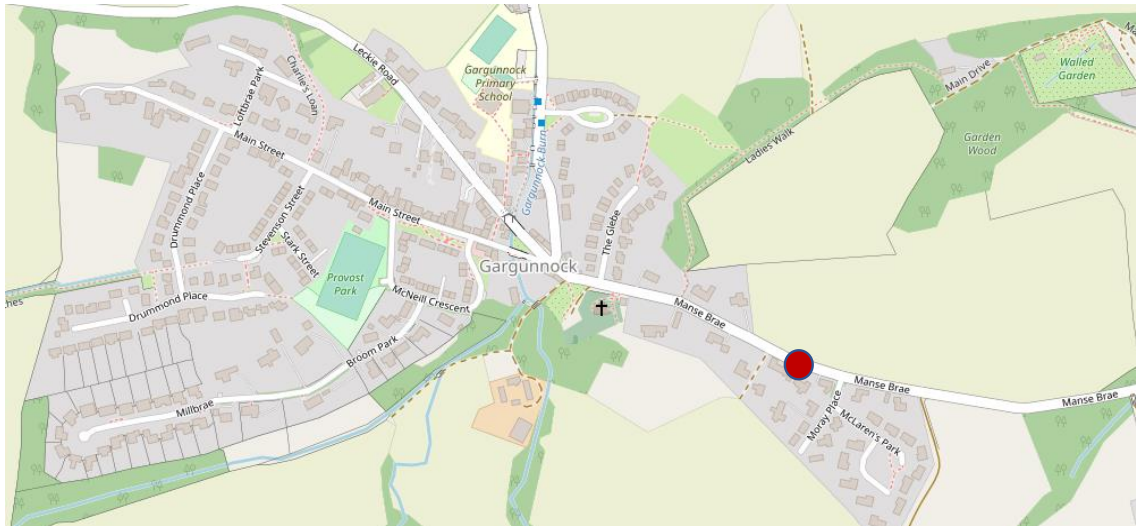 Leckie Road
Gargunnock
Primary
School
Charlie's Loan
Loftbrae Park
Main Street
Walled
Garden
Main Drive
Garden
Wood
Ladies Walk
Gargunnock Burn
Drummond Place
Stevenson Street
Main Street
Stark Street
The Glebe
Provost
Park
Gargunnock
McNeill Crescent
Drummond Place
Manse Brae
Broom Park
Millbrae
Manse Brae
Manse Brae
Moray Place
McLaren's Park